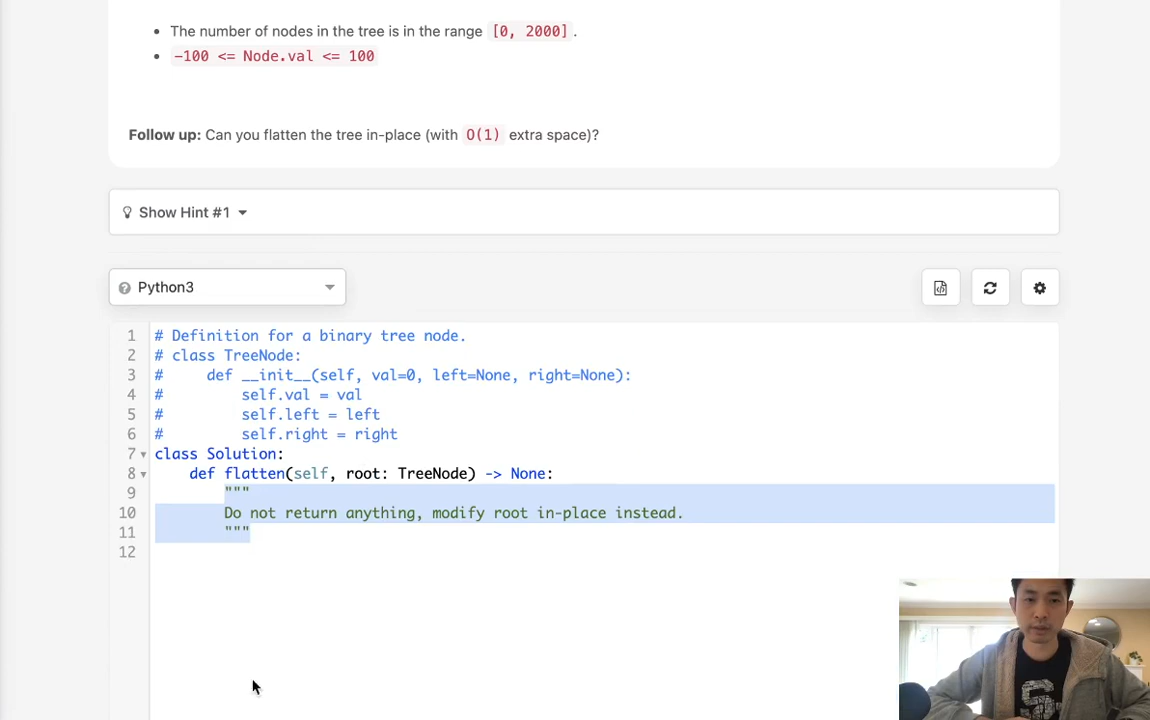 The number of nodes in the tree is in the range [0, 2000].
-100 <= Node.val <= 100
Follow up: Can you flatten the tree in-place (with O(1) extra space)?
Show Hint #1
Python3
1 # Definition for a binary tree node.
2 # class TreeNode:
3 #     def __init__(self, val=0, left=None, right=None):
4 #         self.val = val
5 #         self.left = left
6 #         self.right = right
7 class Solution:
8     def flatten(self, root: TreeNode) -> None:
9         """
10         Do not return anything, modify root in-place instead.
11         """
12